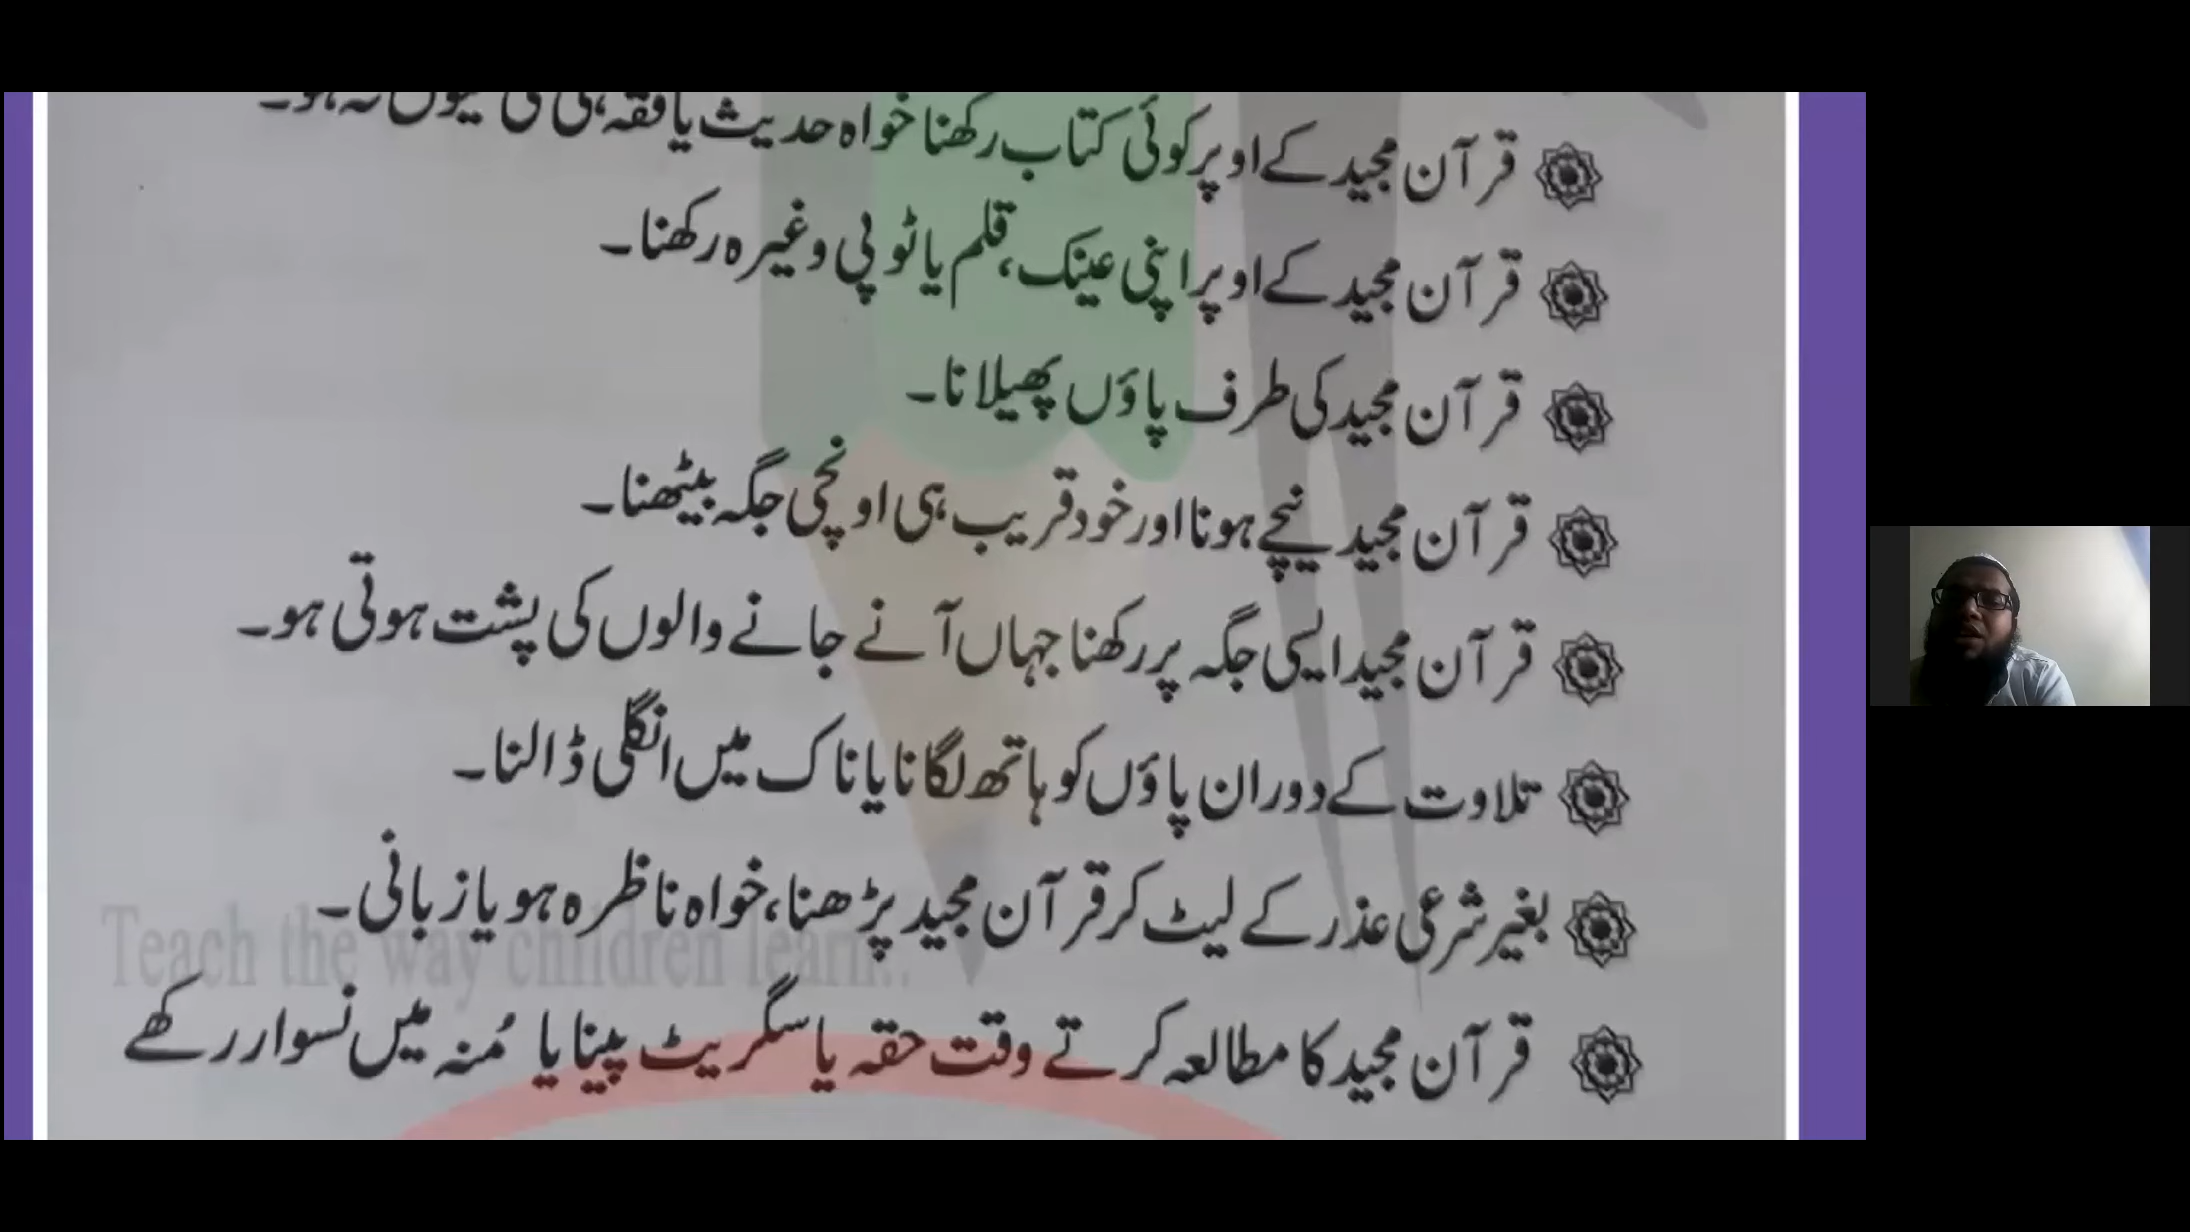 قرآن مجید کے اوپر کوئی کتاب رکھنا خواہ حدیث یا فقہ ہی کی کیوں نہ ہو۔
قرآن مجید کے اوپر اپنی عینک، قلم یا ٹوپی وغیرہ رکھنا۔
قرآن مجید کی طرف پاؤں پھیلانا۔
قرآن مجید نیچے ہونا اور خود قریب ہی اونچی جگہ بیٹھنا۔
قرآن مجید ایسی جگہ پر رکھنا جہاں آنے جانے والوں کی پشت ہوتی ہو۔
تلاوت کے دوران پاؤں کو ہاتھ لگانا یا ناک میں انگلی ڈالنا۔
بغیر شرعی عذر کے لیٹ کر قرآن مجید پڑھنا، خواہ ناظرہ ہو یا زبانی۔
Teach the way children learn..
قرآن مجید کا مطالعہ کرتے وقت حقہ یا سگریٹ پینا یا مُنہ میں نسوار رکھے